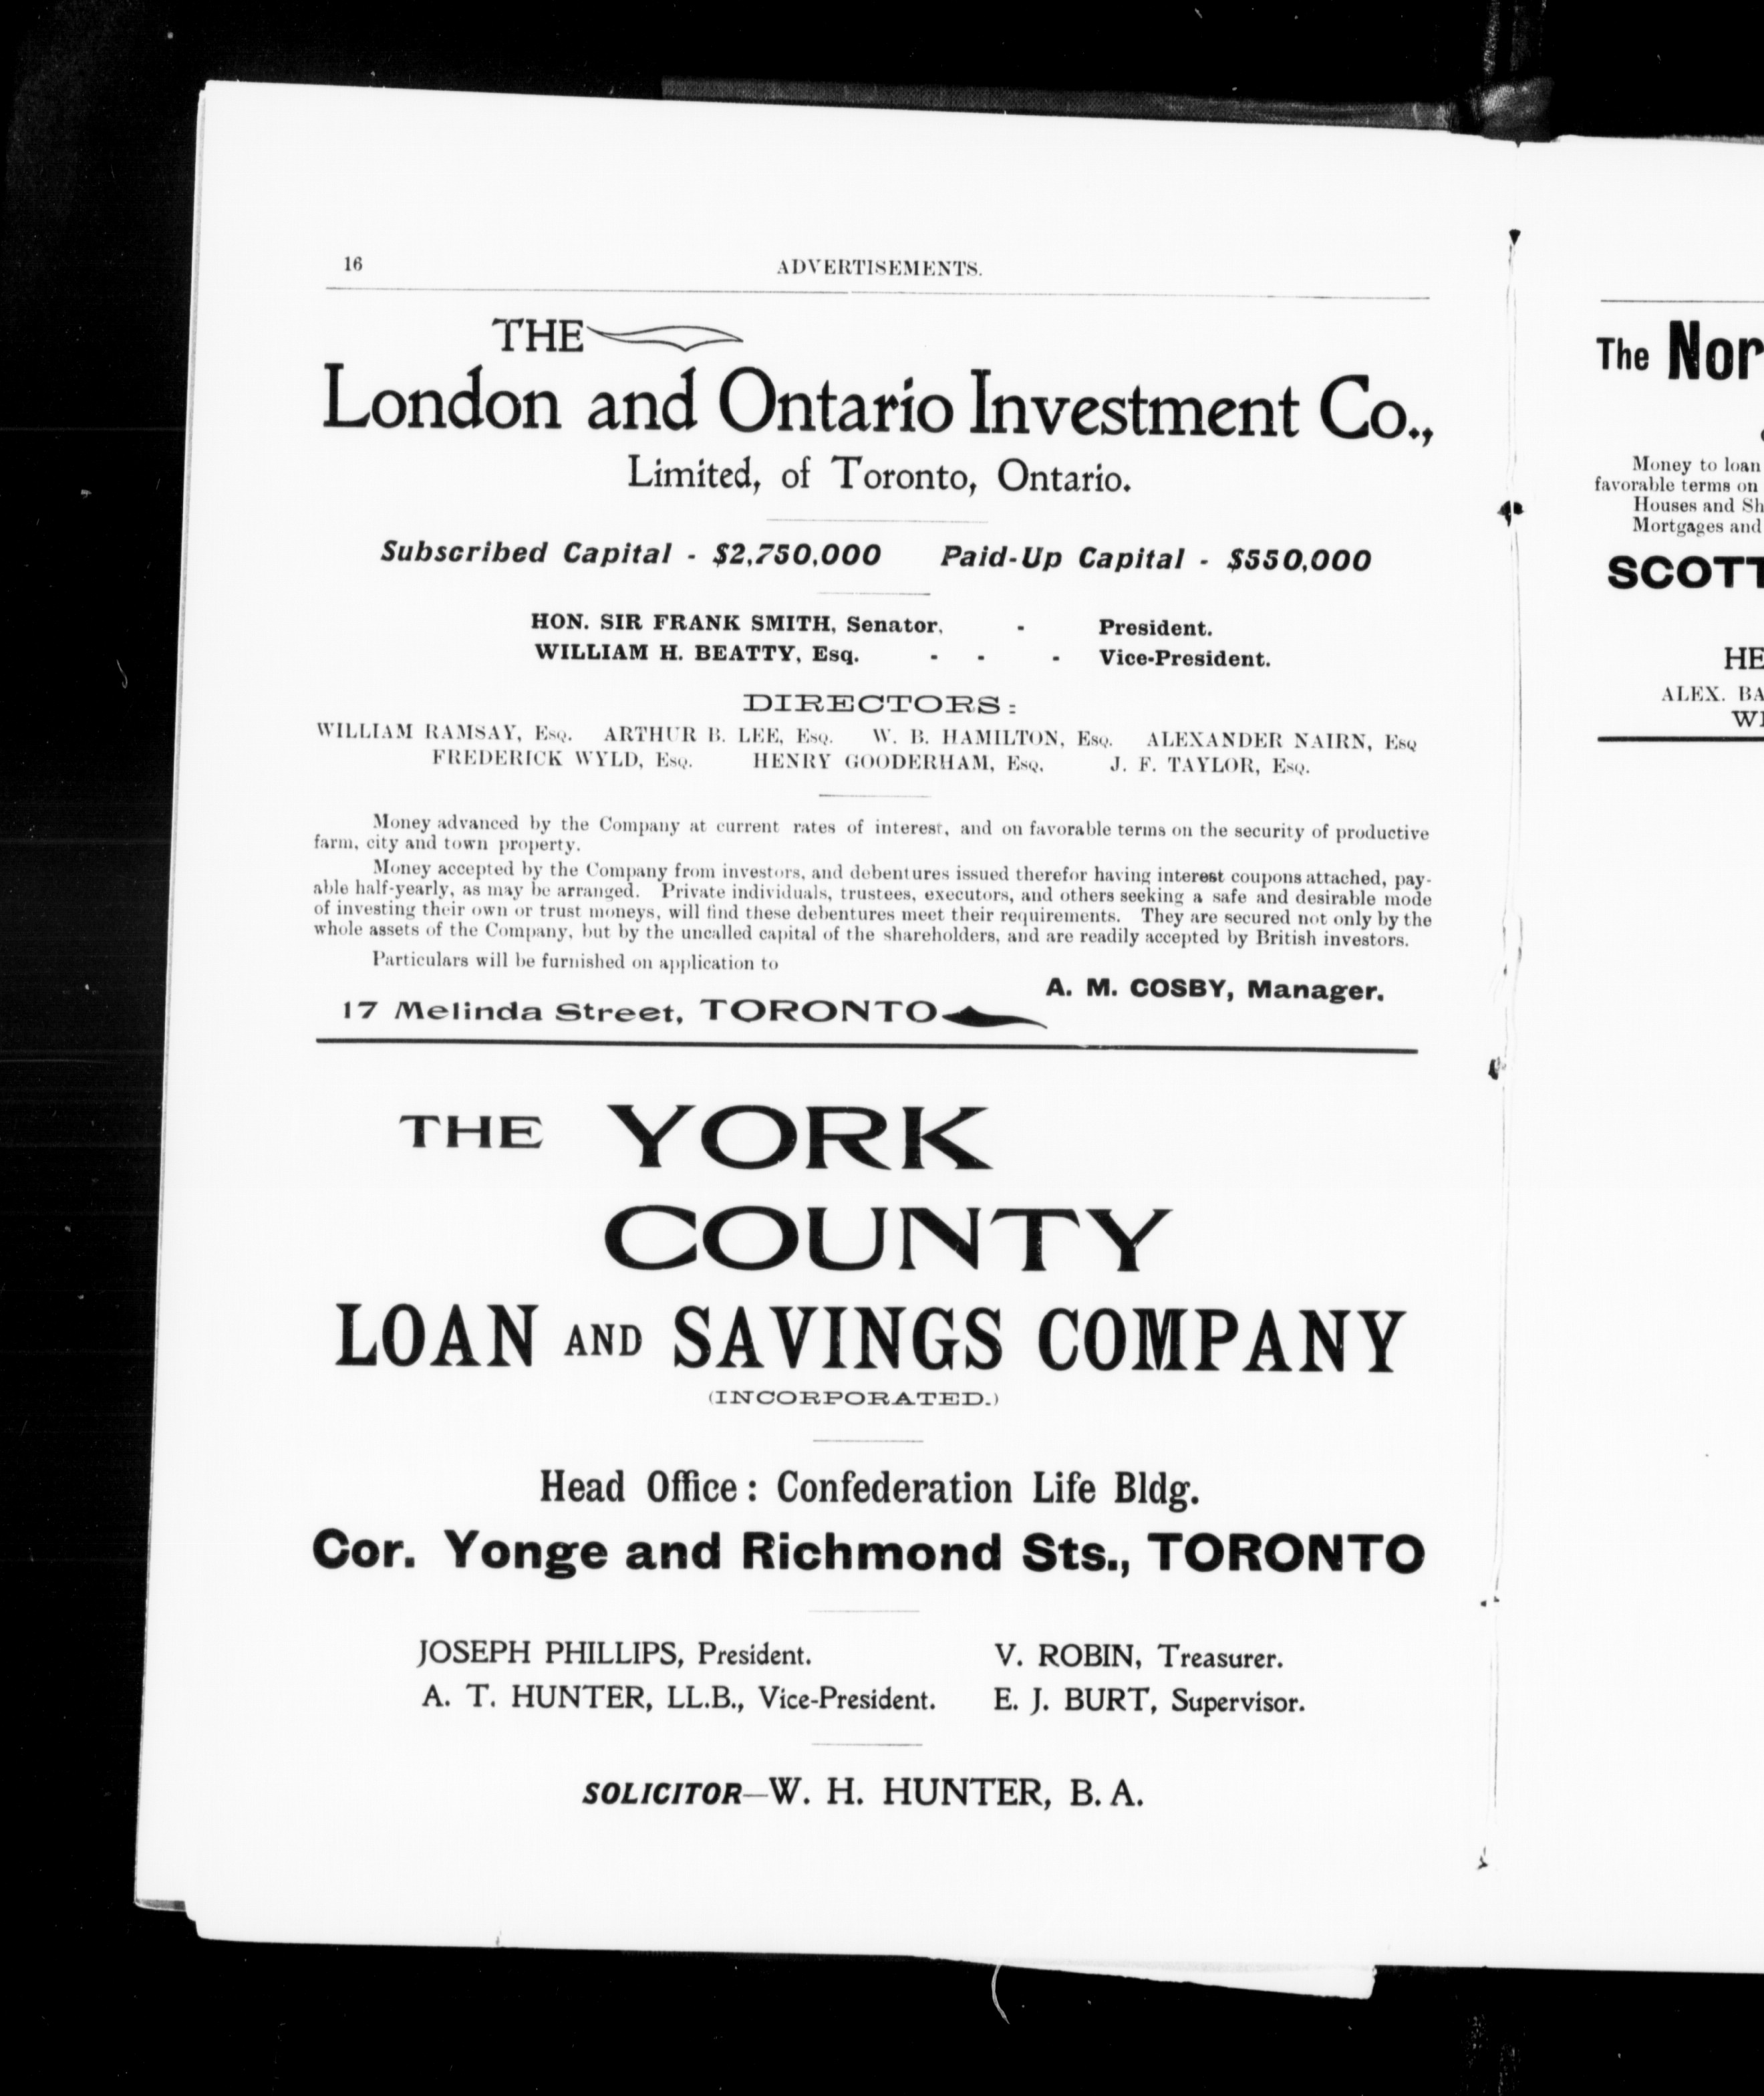 16
ADVERTISEMENTS.
THE
London and Ontario Investment Co.,
Limited, of Toronto, Ontario.
Subscribed Capital - $2,750,000 Paid-Up Capital - $550,000
HON. SIR FRANK SMITH, Senator, - President.
WILLIAM H. BEATTY, Esq. - - - Vice-President.
DIRECTORS:
WILLIAM RAMSAY, Esq. ARTHUR B. LEE, Esq. W. B. HAMILTON, Esq. ALEXANDER NAIRN, Esq
FREDERICK WYLD, Esq. HENRY GOODERHAM, Esq. J. F. TAYLOR, Esq.
Money advanced by the Company at current rates of interest, and on favorable terms on the security of productive
farm, city and town property.
Money accepted by the Company from investors, and debentures issued therefor having interest coupons attached, pay-
able half-yearly, as may be arranged. Private individuals, trustees, executors, and others seeking a safe and desirable mode
of investing their own or trust moneys, will find these debentures meet their requirements. They are secured not only by the
whole assets of the Company, but by the uncalled capital of the shareholders, and are readily accepted by British investors.
Particulars will be furnished on application to
A. M. COSBY, Manager.
17 Melinda Street, TORONTO
THE YORK
COUNTY
LOAN AND SAVINGS COMPANY
(INCORPORATED.)
Head Office: Confederation Life Bldg.
Cor. Yonge and Richmond Sts., TORONTO
JOSEPH PHILLIPS, President. V. ROBIN, Treasurer.
A. T. HUNTER, LL.B., Vice-President. E. J. BURT, Supervisor.
SOLICITOR—W. H. HUNTER, B. A.
The Nor
Money to loan
favorable terms on
Houses and Sh
Mortgages and
SCOTT
HE
ALEX. BA
WI